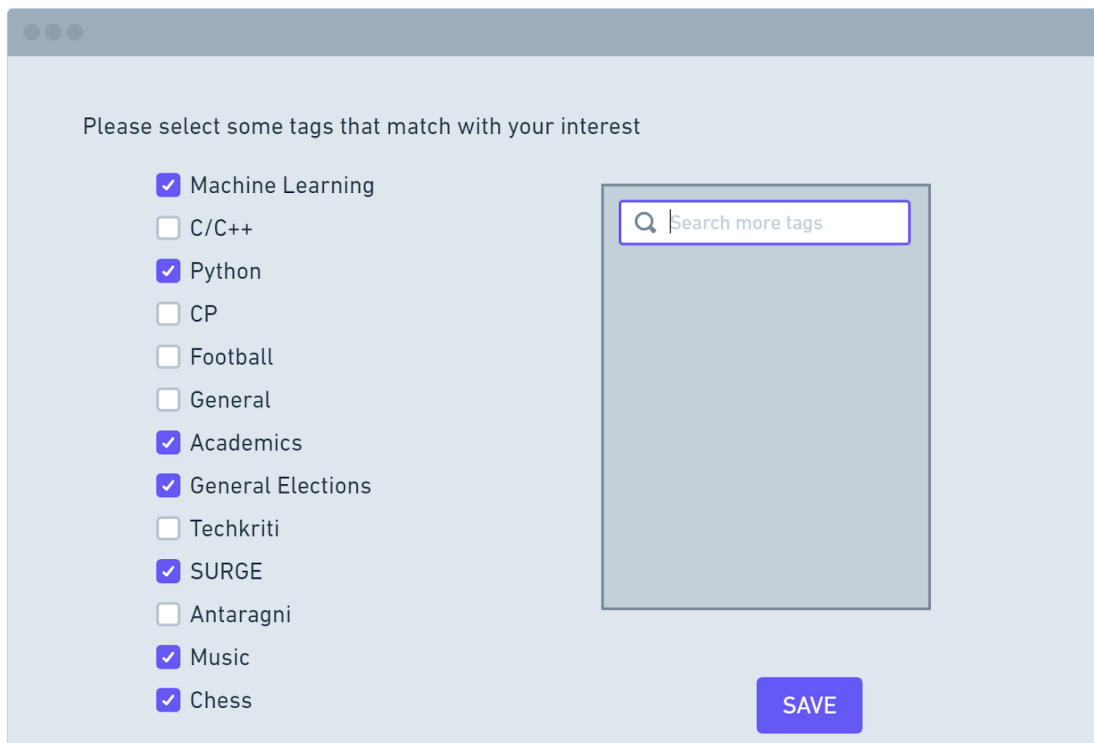 Please select some tags that match with your interest
Machine Learning
C/C++
Python
CP
Football
General
Academics
General Elections
Techkriti
SURGE
Antaragni
Music
Chess
Search more tags
SAVE